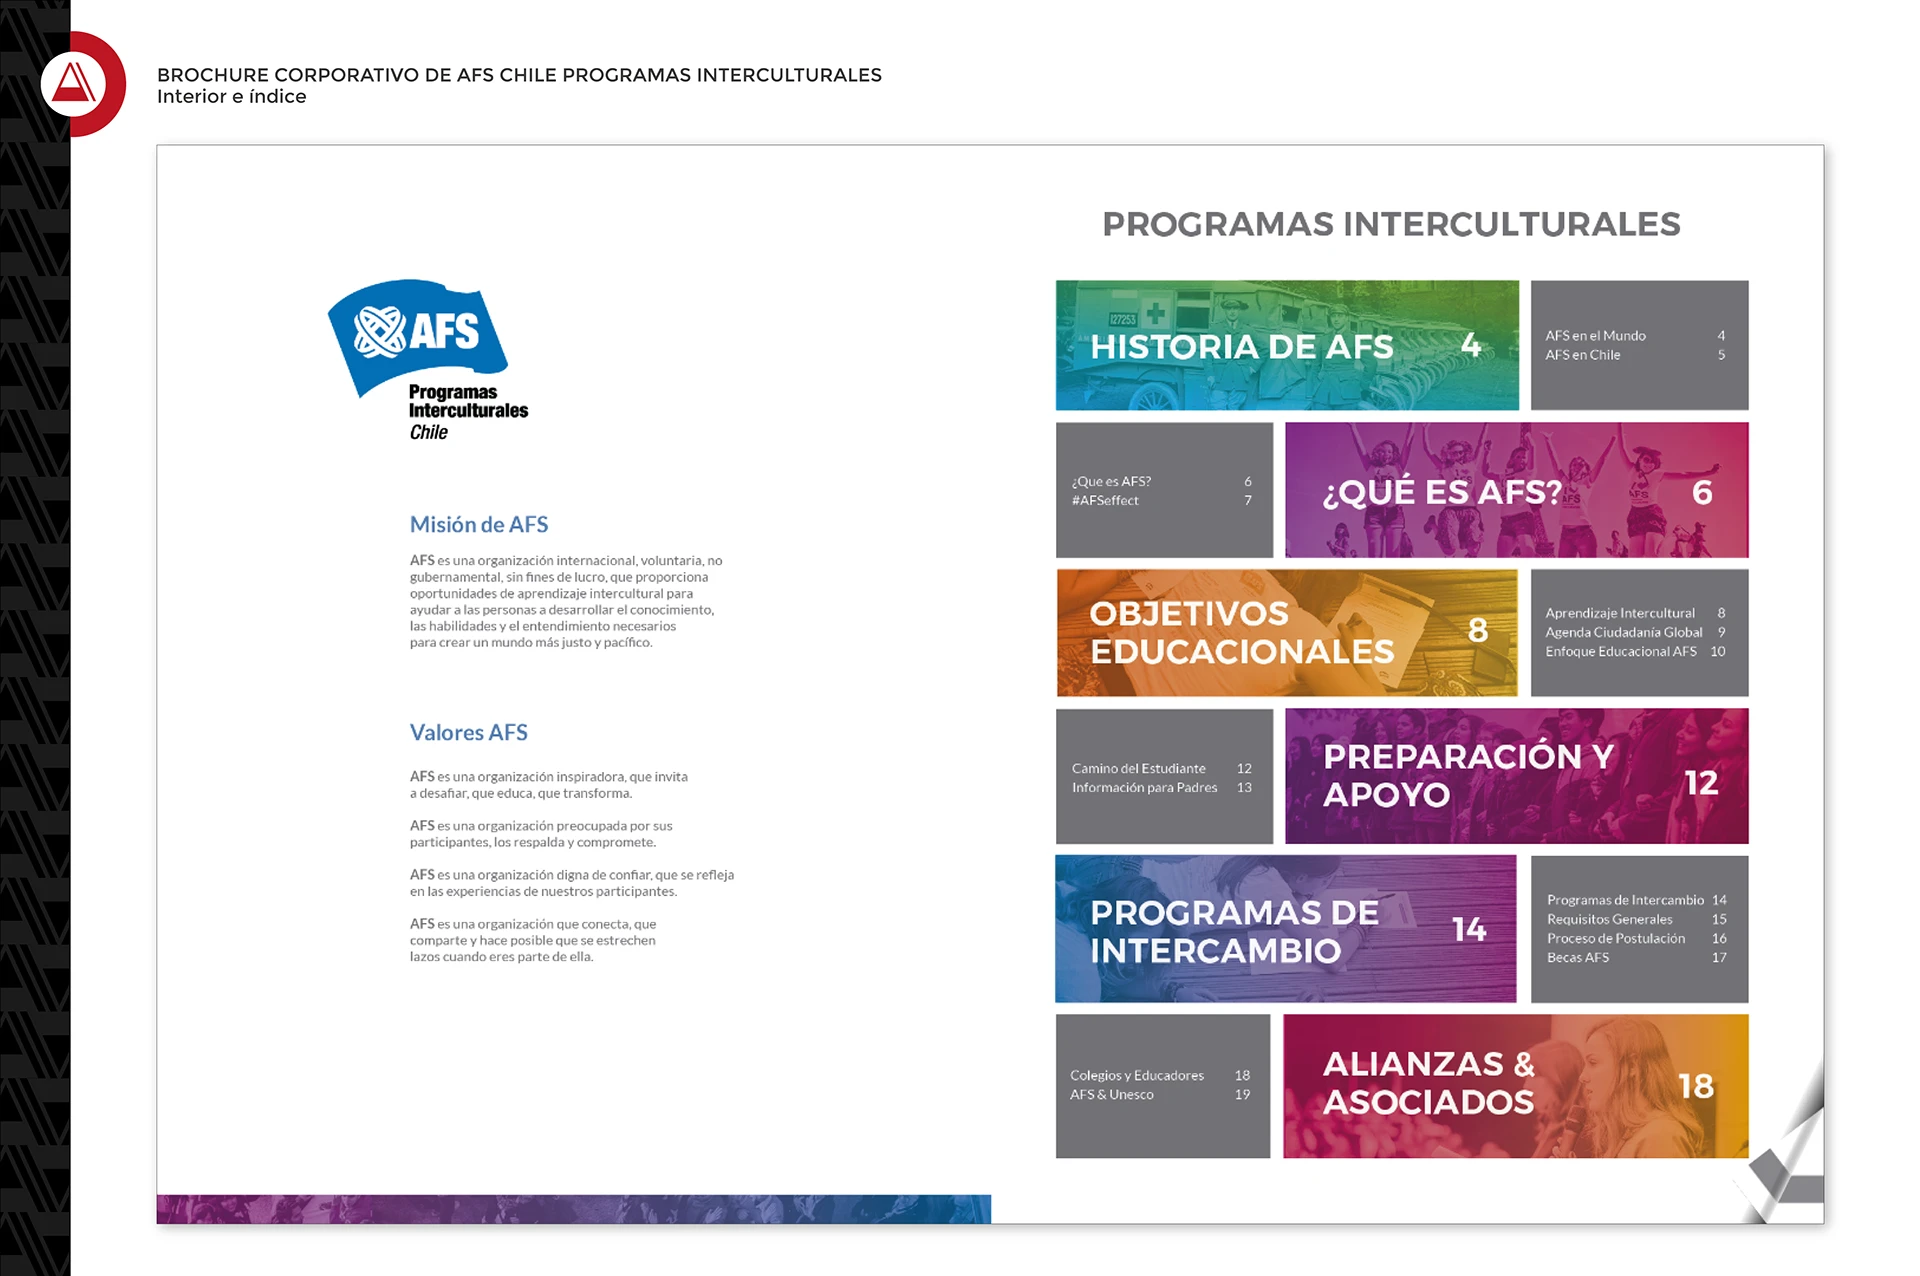 BROCHURE CORPORATIVO DE AFS CHILE PROGRAMAS INTERCULTURALES
Interior e índice
AFS
Programas
Interculturales
Chile
Misión de AFS
AFS es una organización internacional, voluntaria, no
gubernamental, sin fines de lucro, que proporciona
oportunidades de aprendizaje intercultural para
ayudar a las personas a desarrollar el conocimiento,
las habilidades y el entendimiento necesarios
para crear un mundo más justo y pacífico.
Valores AFS
AFS es una organización inspiradora, que invita
a desafiar, que educa, que transforma.
AFS es una organización preocupada por sus
participantes, los respalda y compromete.
AFS es una organización digna de confiar, que se refleja
en las experiencias de nuestros participantes.
AFS es una organización que conecta, que
comparte y hace posible que se estrechen
lazos cuando eres parte de ella.
PROGRAMAS INTERCULTURALES
127253
HISTORIA DE AFS 4
AFS en el Mundo 4
AFS en Chile 5
¿Que es AFS? 6
#AFSeffect 7
¿QUÉ ES AFS? 6
OBJETIVOS
EDUCACIONALES 8
Aprendizaje Intercultural 8
Agenda Ciudadanía Global 9
Enfoque Educacional AFS 10
Camino del Estudiante 12
Información para Padres 13
PREPARACIÓN Y
APOYO 12
PROGRAMAS DE
INTERCAMBIO 14
Programas de Intercambio 14
Requisitos Generales 15
Proceso de Postulación 16
Becas AFS 17
Colegios y Educadores 18
AFS & Unesco 19
ALIANZAS &
ASOCIADOS 18